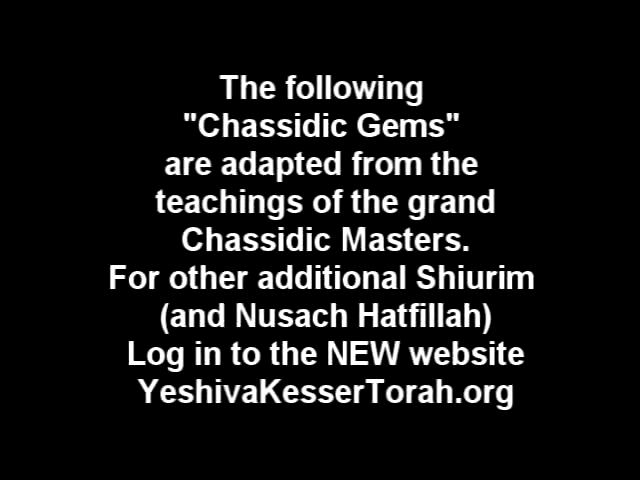 The following
"Chassidic Gems"
are adapted from the
teachings of the grand
Chassidic Masters.
For other additional Shiurim
(and Nusach Hatfillah)
Log in to the NEW website
YeshivaKesserTorah.org